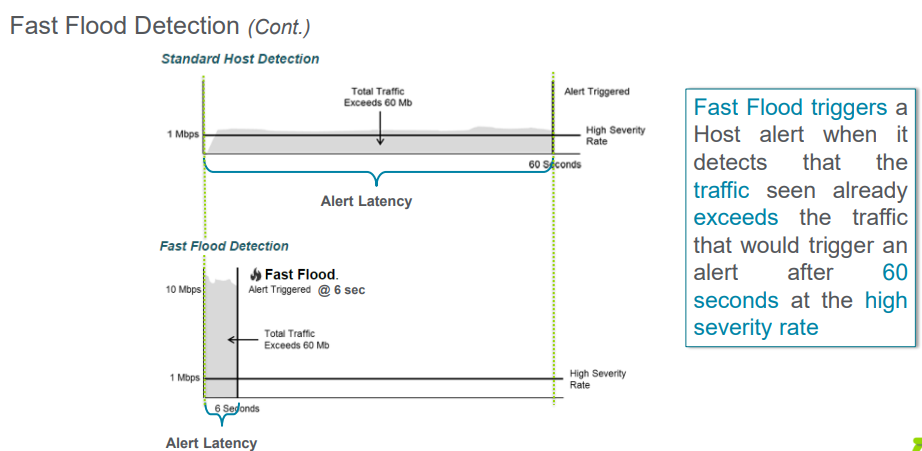 Fast Flood Detection (Cont.)
Standard Host Detection
Total Traffic
Exceeds 60 Mb
Alert Triggered
1 Mbps
High Severity
Rate
60 Seconds
Alert Latency
Fast Flood Detection
Fast Flood.
10 Mbps
Alert Triggered @ 6 sec
Total Traffic
Exceeds 60 Mb
1 Mbps
High Severity
Rate
6 Seconds
Alert Latency
Fast Flood triggers a
Host alert when it
detects that the
traffic seen already
exceeds the traffic
that would trigger an
alert after 60
seconds at the high
severity rate